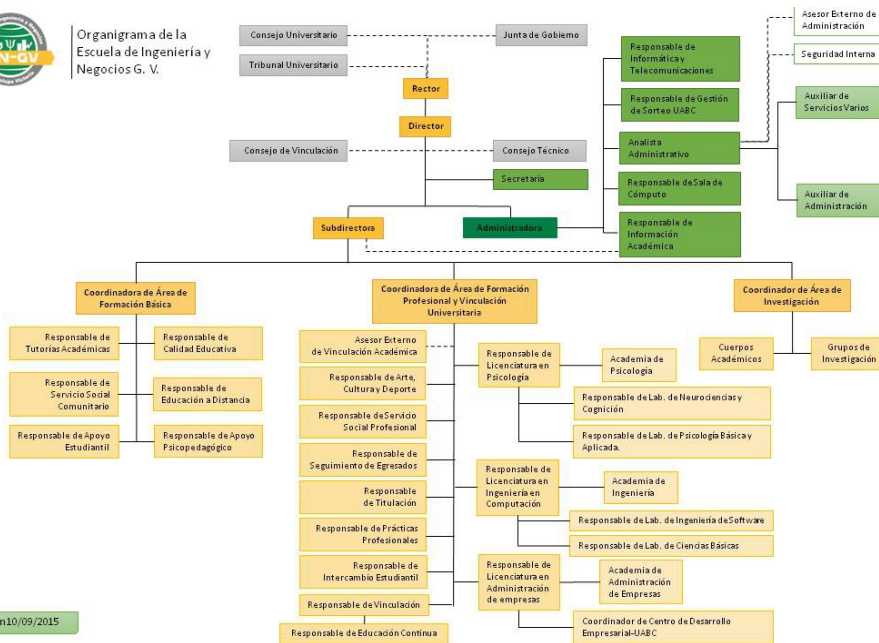 Organigrama de la
Escuela de Ingeniería y
Negocios G. V.
N-GV
Consejo Universitario
Junta de Gobierno
Tribunal Universitario
Rector
Director
Consejo de Vinculación
Consejo Técnico
Secretaria
Subdirectora
Administradora
Responsable de
Informática y
Telecomunicaciones
Responsable de Gestión
de Sorteo UABC
Analista
Administrativo
Responsable de Sala de
Cómputo
Responsable de
Información
Académica
Asesor Externo de
Administración
Seguridad Interna
Auxiliar de
Servicios Varios
Auxiliar de
Administración
Coordinadora de Área de
Formación Básica
Responsable de
Tutorías Académicas
Responsable de
Calidad Educativa
Responsable de
Servicio Social
Comunitario
Responsable de
Educación a Distancia
Responsable de Apoyo
Estudiantil
Responsable de Apoyo
Psicopedagógico
Coordinadora de Área de Formación
Profesional y Vinculación
Universitaria
Asesor Externo
de Vinculación Académica
Responsable de Arte,
Cultura y Deporte
Responsable de Servicio
Social Profesional
Responsable de
Seguimiento de Egresados
Responsable
de Titulación
Responsable de Prácticas
Profesionales
Responsable de
Intercambio Estudiantil
Responsable de Vinculación
Responsable de Educación Continua
Responsable de
Licenciatura en
Psicología
Academia de
Psicología
Responsable de Lab. de Neurociencias y
Cognición
Responsable de Lab. de Psicología Básica y
Aplicada.
Responsable de
Licenciatura en
Ingeniería en
Computación
Academia de
Ingeniería
Responsable de Lab. de Ingeniería de Software
Responsable de Lab. de Ciencias Básicas
Responsable de
Licenciatura en
Administración
de empresas
Academia de
Administración
de Empresas
Coordinador de Centro de Desarrollo
Empresarial-UABC
Coordinador de Área de
Investigación
Cuerpos
Académicos
Grupos de
Investigación
n 10/09/2015